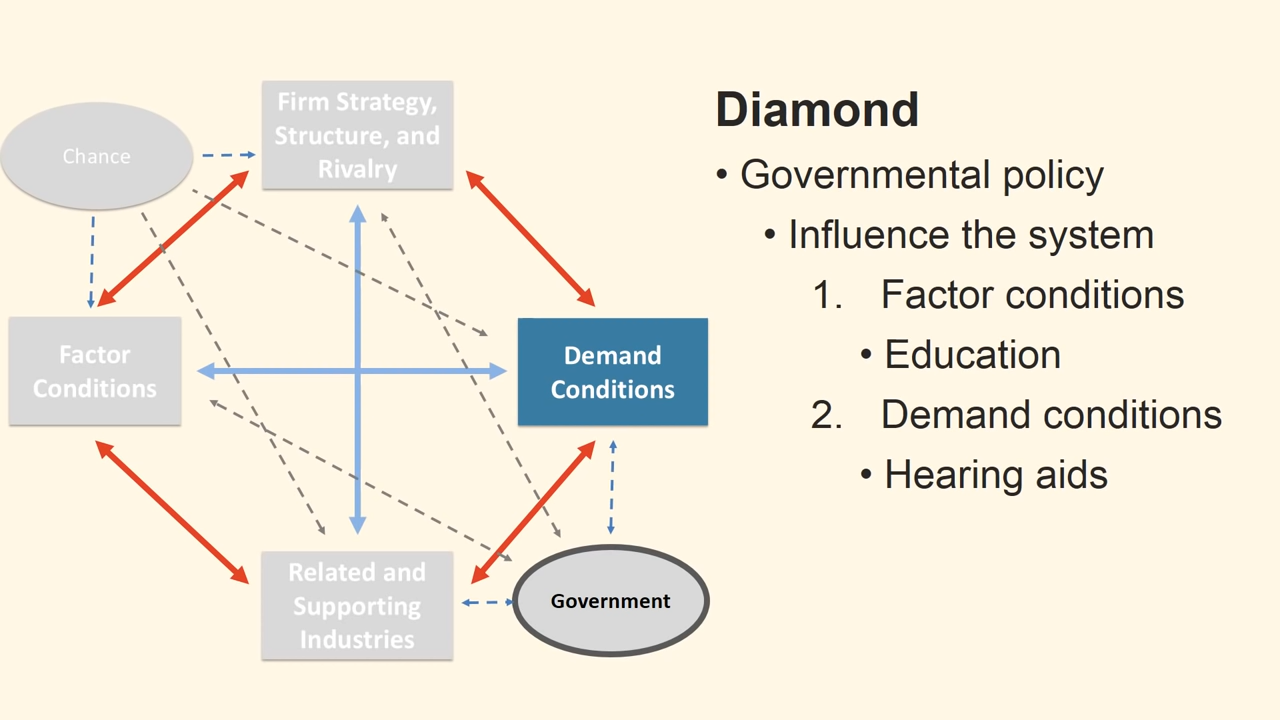 Chance
Firm Strategy,
Structure, and
Rivalry
Factor
Conditions
Demand
Conditions
Related and
Supporting
Industries
Government
Diamond
• Governmental policy
• Influence the system
1. Factor conditions
• Education
2. Demand conditions
• Hearing aids